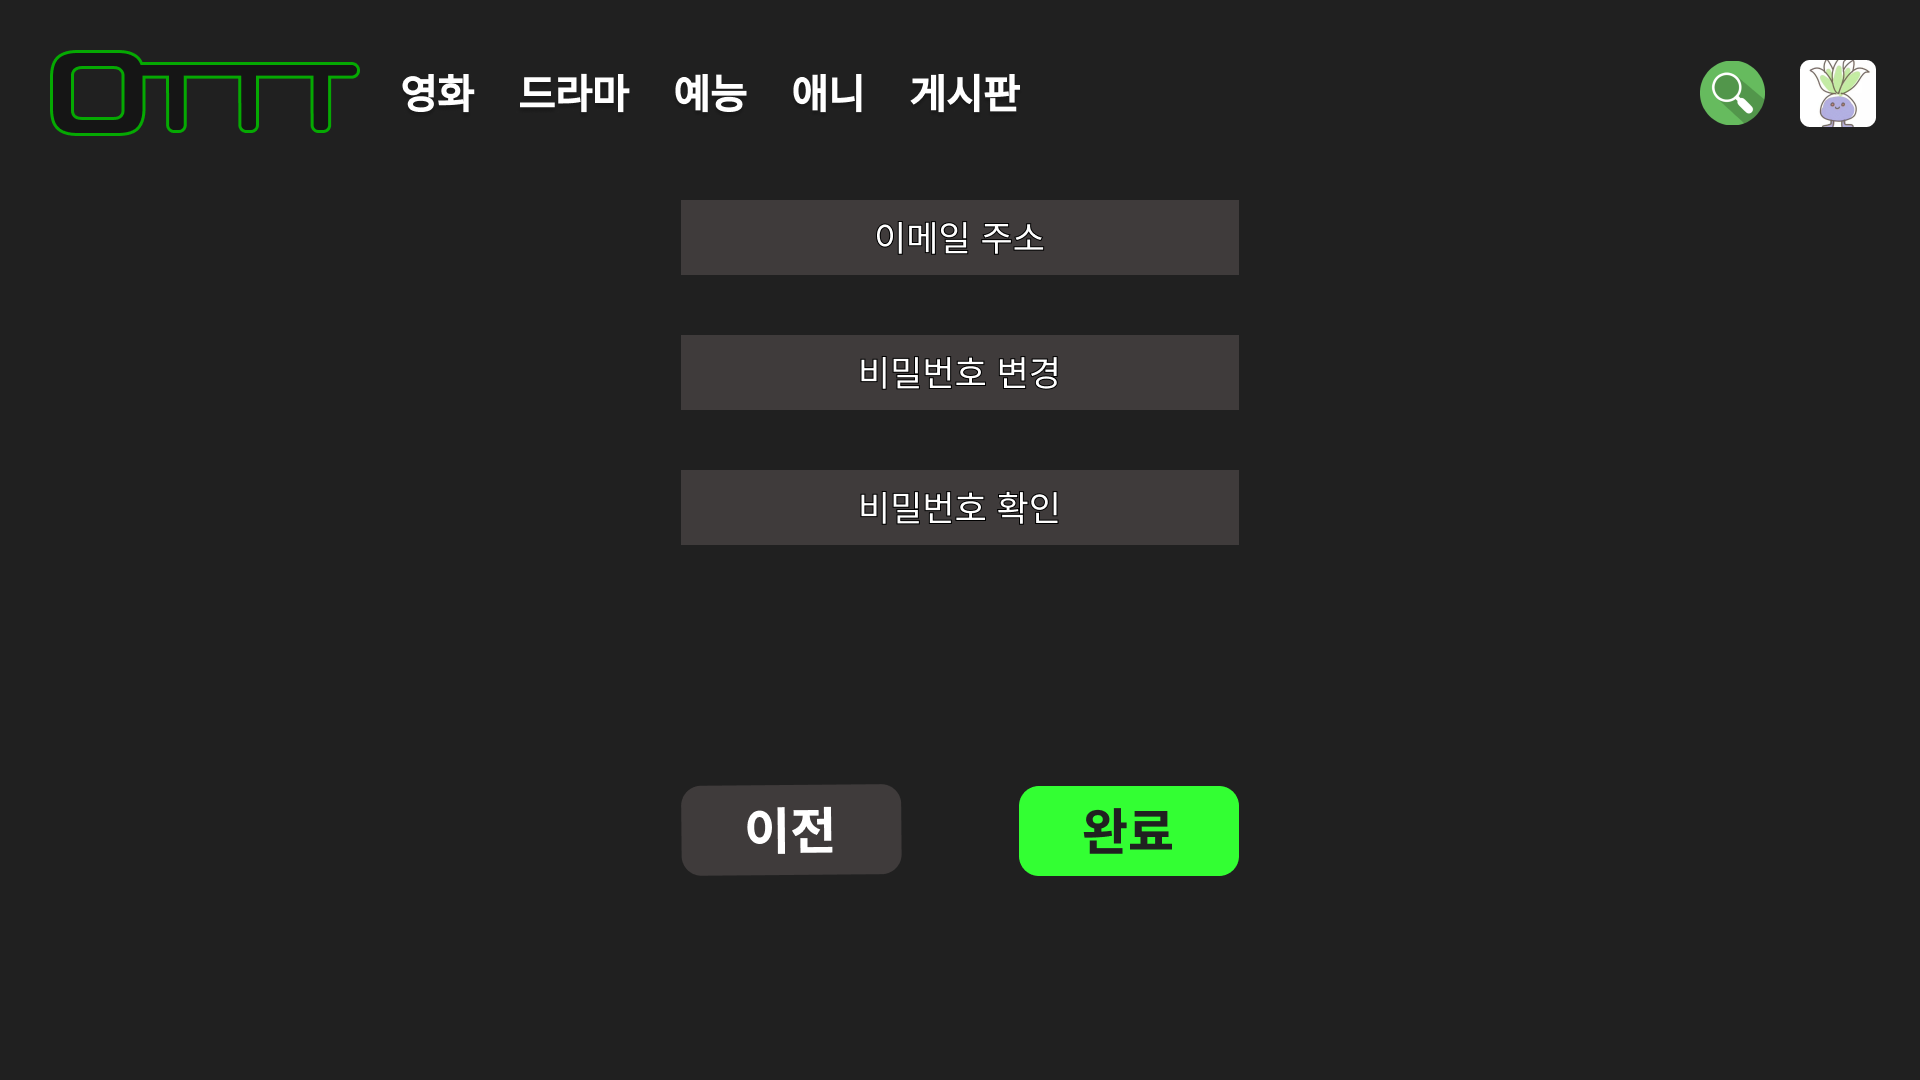 OTTT
영화 드라마 예능 애니 게시판
이메일 주소
비밀번호 변경
비밀번호 확인
이전 완료